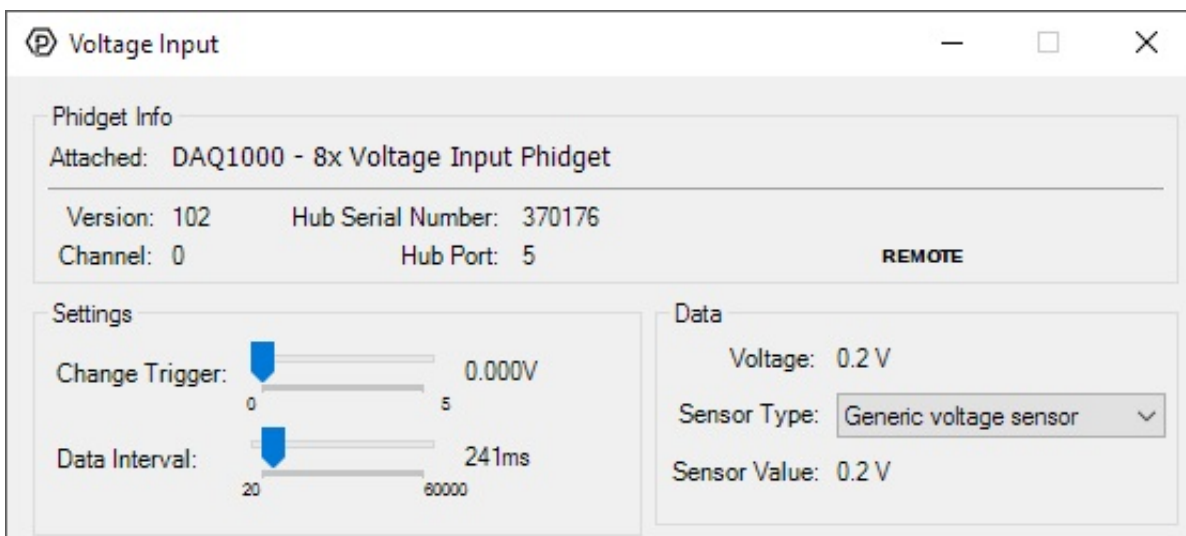 Voltage Input
Phidget Info
Attached: DAQ1000 - 8x Voltage Input Phidget
Version: 102 Hub Serial Number: 370176
Channel: 0 Hub Port: 5 REMOTE
Settings
Change Trigger: 0.000V
0 5
Data Interval: 241ms
20 60000
Data
Voltage: 0.2 V
Sensor Type: Generic voltage sensor
Sensor Value: 0.2 V